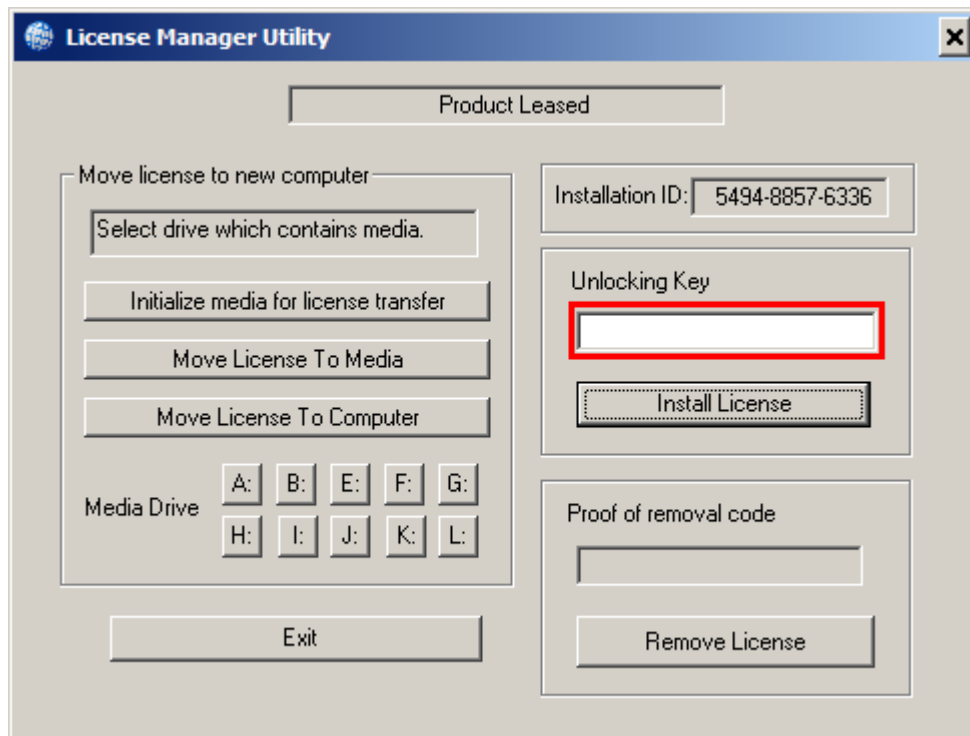 License Manager Utility
Product Leased
Move license to new computer
Select drive which contains media.
Initialize media for license transfer
Move License To Media
Move License To Computer
Media Drive
A: B: E: F: G:
H: I: J: K: L:
Exit
Installation ID: 5494-8857-6336
Unlocking Key
Install License
Proof of removal code
Remove License